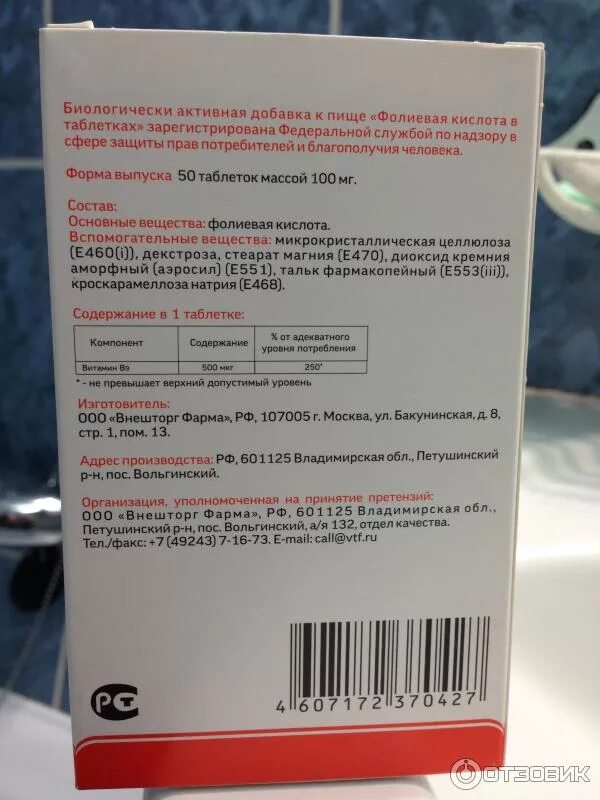 Биологически активная добавка к пище «Фолиевая кислота в
таблетках» зарегистрирована Федеральной службой по надзору в
сфере защиты прав потребителей и благополучия человека.
Форма выпуска 50 таблеток массой 100 мг.
Состав:
Основные вещества: фолиевая кислота.
Вспомогательные вещества: микрокристаллическая целлюлоза
(Е460(i)), декстроза, стеарат магния (Е470), диоксид кремния
аморфный (аэросил) (Е551), тальк фармакопейный (Е553(iii)),
кроскарамеллоза натрия (Е468).
Содержание в 1 таблетке:
Компонент Содержание % от адекватного
уровня потребления
Витамин В9 500 мкг 250*
* - не превышает верхний допустимый уровень
Изготовитель:
ООО «Внешторг Фарма», РФ, 107005 г. Москва, ул. Бакунинская, д. 8,
стр. 1, пом. 13.
Адрес производства: РФ, 601125 Владимирская обл., Петушинский
р-н, пос. Вольгинский.
Организация, уполномоченная на принятие претензий:
ООО «Внешторг Фарма», РФ, 601125 Владимирская обл.,
Петушинский р-н, пос. Вольгинский, а/я 132, отдел качества.
Тел./факс: +7 (49243) 7-16-73. E-mail: call@vtf.ru
РСТ
4 607172 370427
ОТЗОВИК